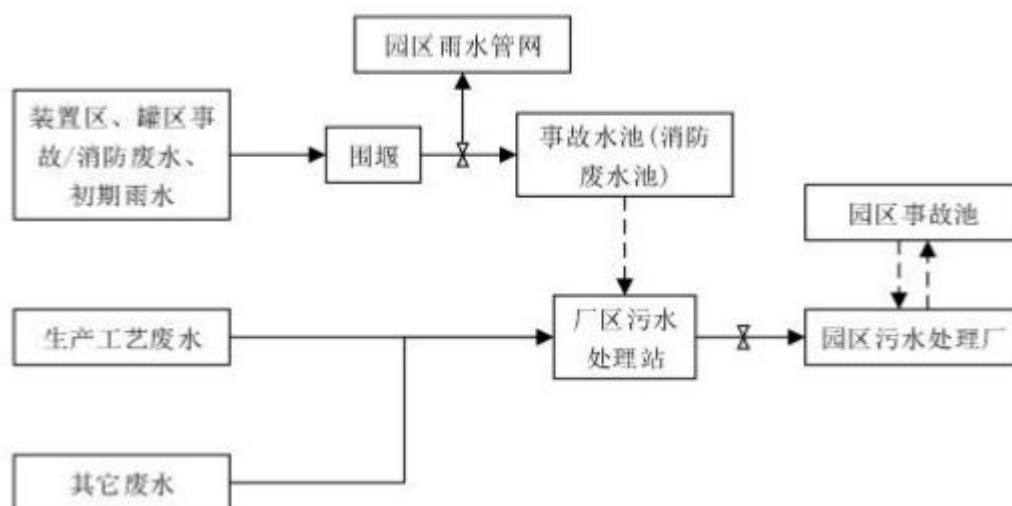 园区雨水管网
装置区、罐区事
故/消防废水、
初期雨水
围堰
事故水池(消防
废水池)
园区事故池
生产工艺废水
厂区污水
处理站
园区污水处理厂
其它废水